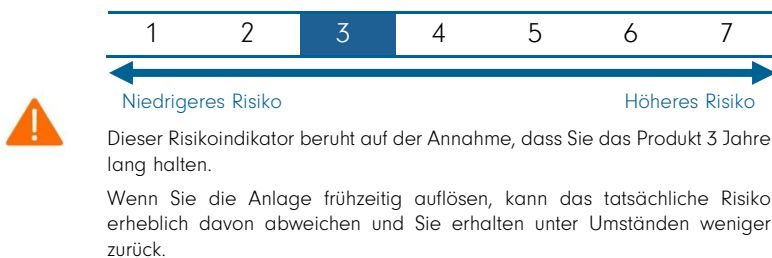 1 2 3 4 5 6 7
Niedrigeres Risiko Höheres Risiko
Dieser Risikoindikator beruht auf der Annahme, dass Sie das Produkt 3 Jahre
lang halten.
Wenn Sie die Anlage frühzeitig auflösen, kann das tatsächliche Risiko
erheblich davon abweichen und Sie erhalten unter Umständen weniger
zurück.